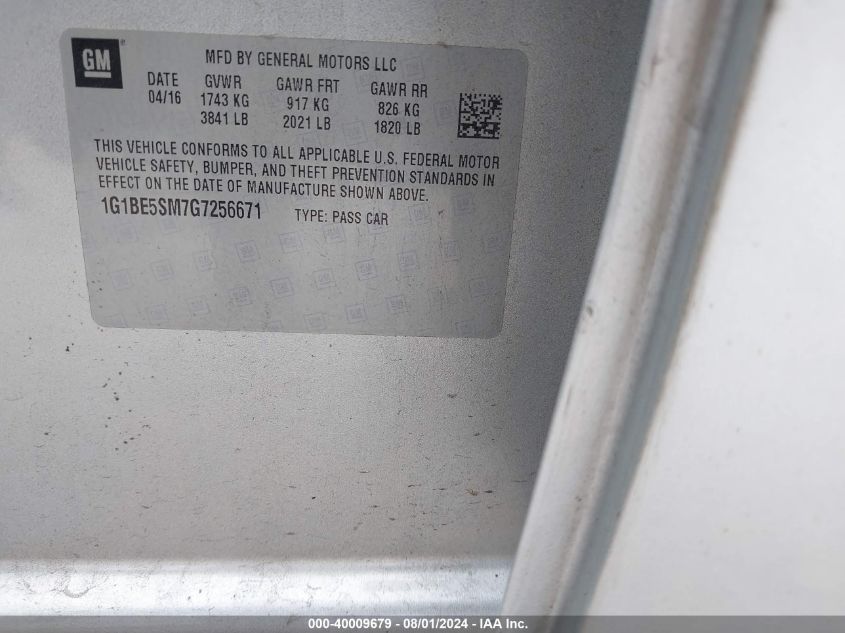 GM
MFD BY GENERAL MOTORS LLC
DATE GVWR GAWR FRT GAWR RR
04/16 1743 KG 917 KG 826 KG
3841 LB 2021 LB 1820 LB
THIS VEHICLE CONFORMS TO ALL APPLICABLE U.S. FEDERAL MOTOR
VEHICLE SAFETY, BUMPER, AND THEFT PREVENTION STANDARDS IN
EFFECT ON THE DATE OF MANUFACTURE SHOWN ABOVE.
1G1BE5SM7G7256671 TYPE: PASS CAR
000-40009679 - 08/01/2024 - IAA Inc.